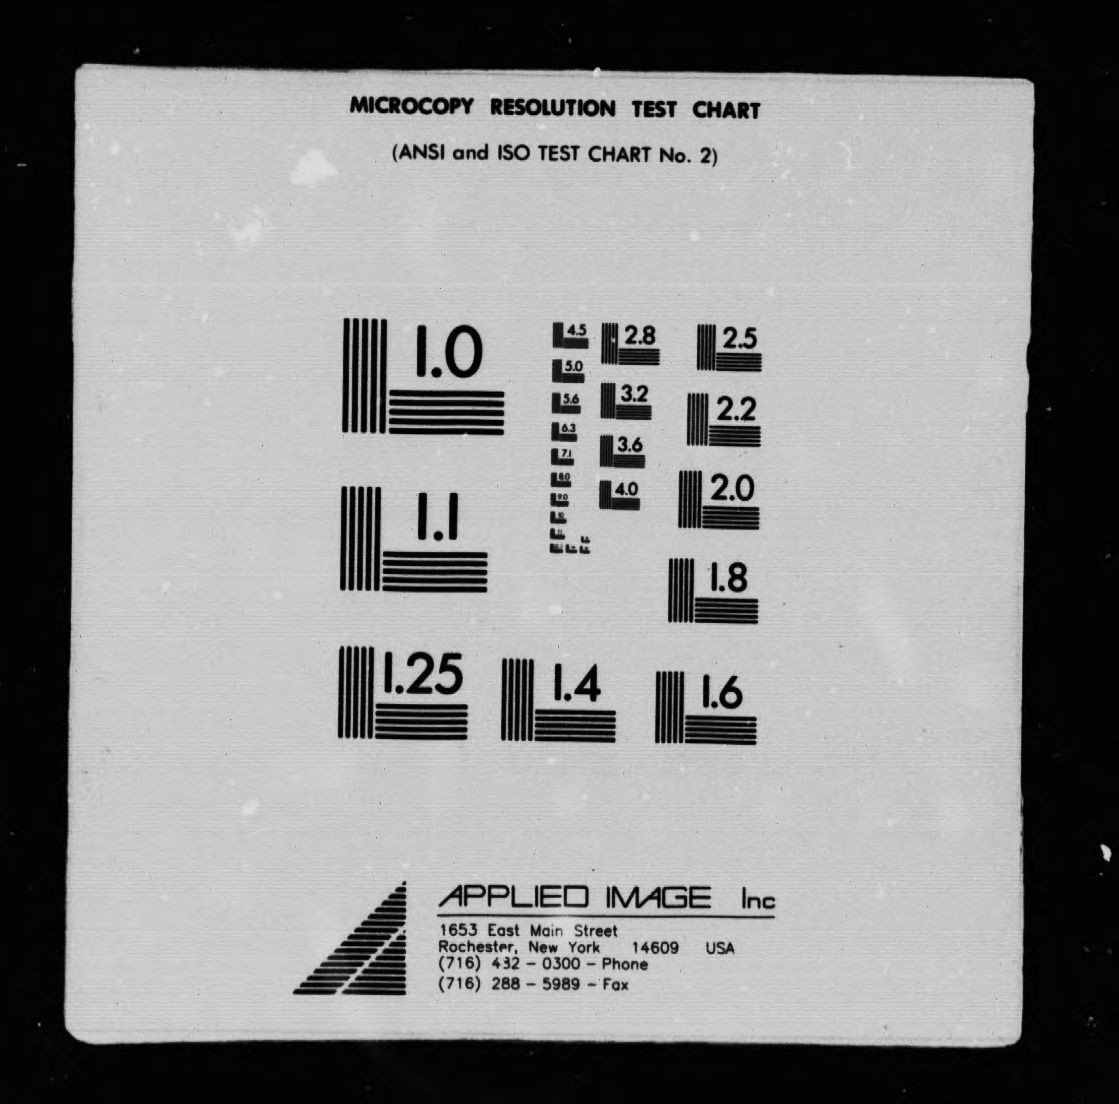 MICROCOPY RESOLUTION TEST CHART
(ANSI and ISO TEST CHART No. 2)
1.0
4.5 2.8 2.5
5.0
5.6 3.2 2.2
6.3
7.1 3.6
8.0 4.0 2.0
9.0
1.1
1.8
1.25 1.4 1.6
APPLIED IMAGE Inc
1653 East Main Street
Rochester, New York 14609 USA
(716) 432 - 0300 - Phone
(716) 288 - 5989 - Fax